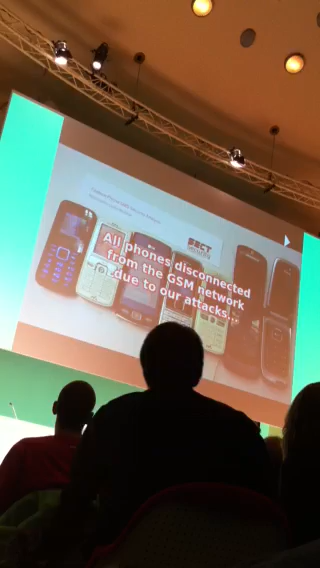 All phones disconnected
from the GSM network
due to our attacks...